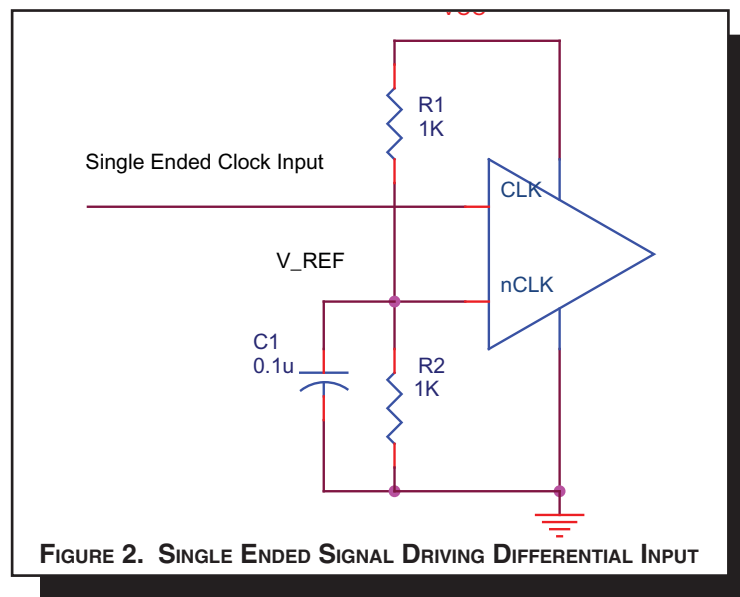 R1
1K
Single Ended Clock Input
CLK
V_REF
nCLK
C1
0.1u
R2
1K
FIGURE 2. SINGLE ENDED SIGNAL DRIVING DIFFERENTIAL INPUT